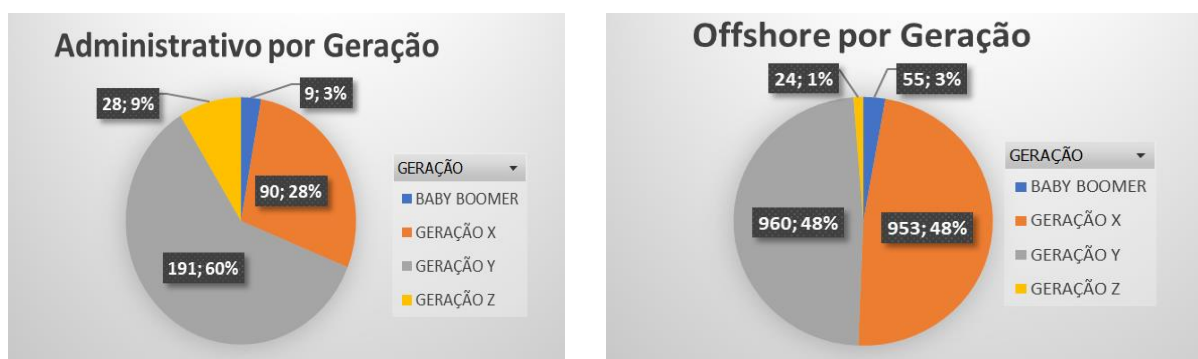 Administrativo por Geração
28; 9%
9; 3%
90; 28%
191; 60%
GERAÇÃO
BABY BOOMER
GERAÇÃO X
GERAÇÃO Y
GERAÇÃO Z
Offshore por Geração
24; 1%
55; 3%
960; 48%
953; 48%
GERAÇÃO
BABY BOOMER
GERAÇÃO X
GERAÇÃO Y
GERAÇÃO Z